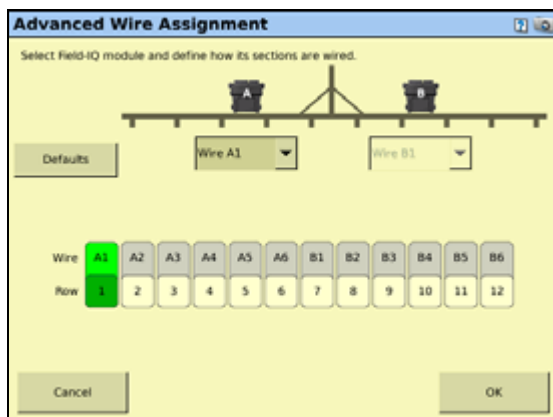 Advanced Wire Assignment
Select Field-IQ module and define how its sections are wired.
A B
Defaults Wire A1 Wire B1
Wire A1 A2 A3 A4 A5 A6 B1 B2 B3 B4 B5 B6
Row 1 2 3 4 5 6 7 8 9 10 11 12
Cancel OK